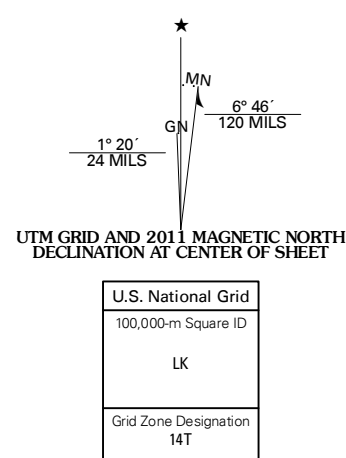 ★
MN
GN
6° 46´
120 MILS
1° 20´
24 MILS
UTM GRID AND 2011 MAGNETIC NORTH
DECLINATION AT CENTER OF SHEET
U.S. National Grid
100,000-m Square ID
LK
Grid Zone Designation
14T